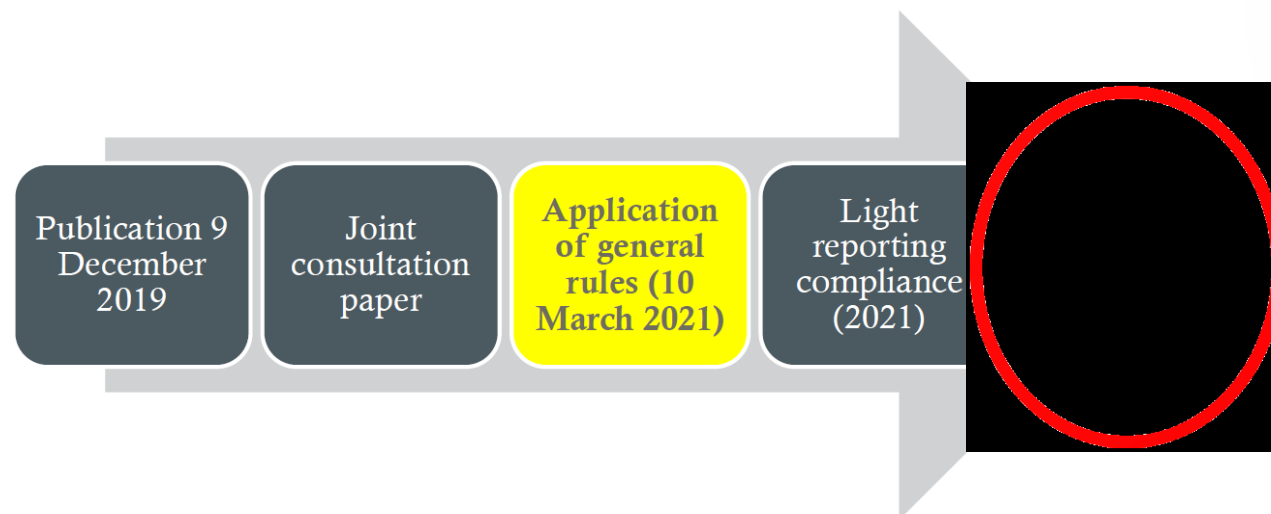 Publication 9
December
2019
Joint
consultation
paper
Application
of general
rules (10
March 2021)
Light
reporting
compliance
(2021)